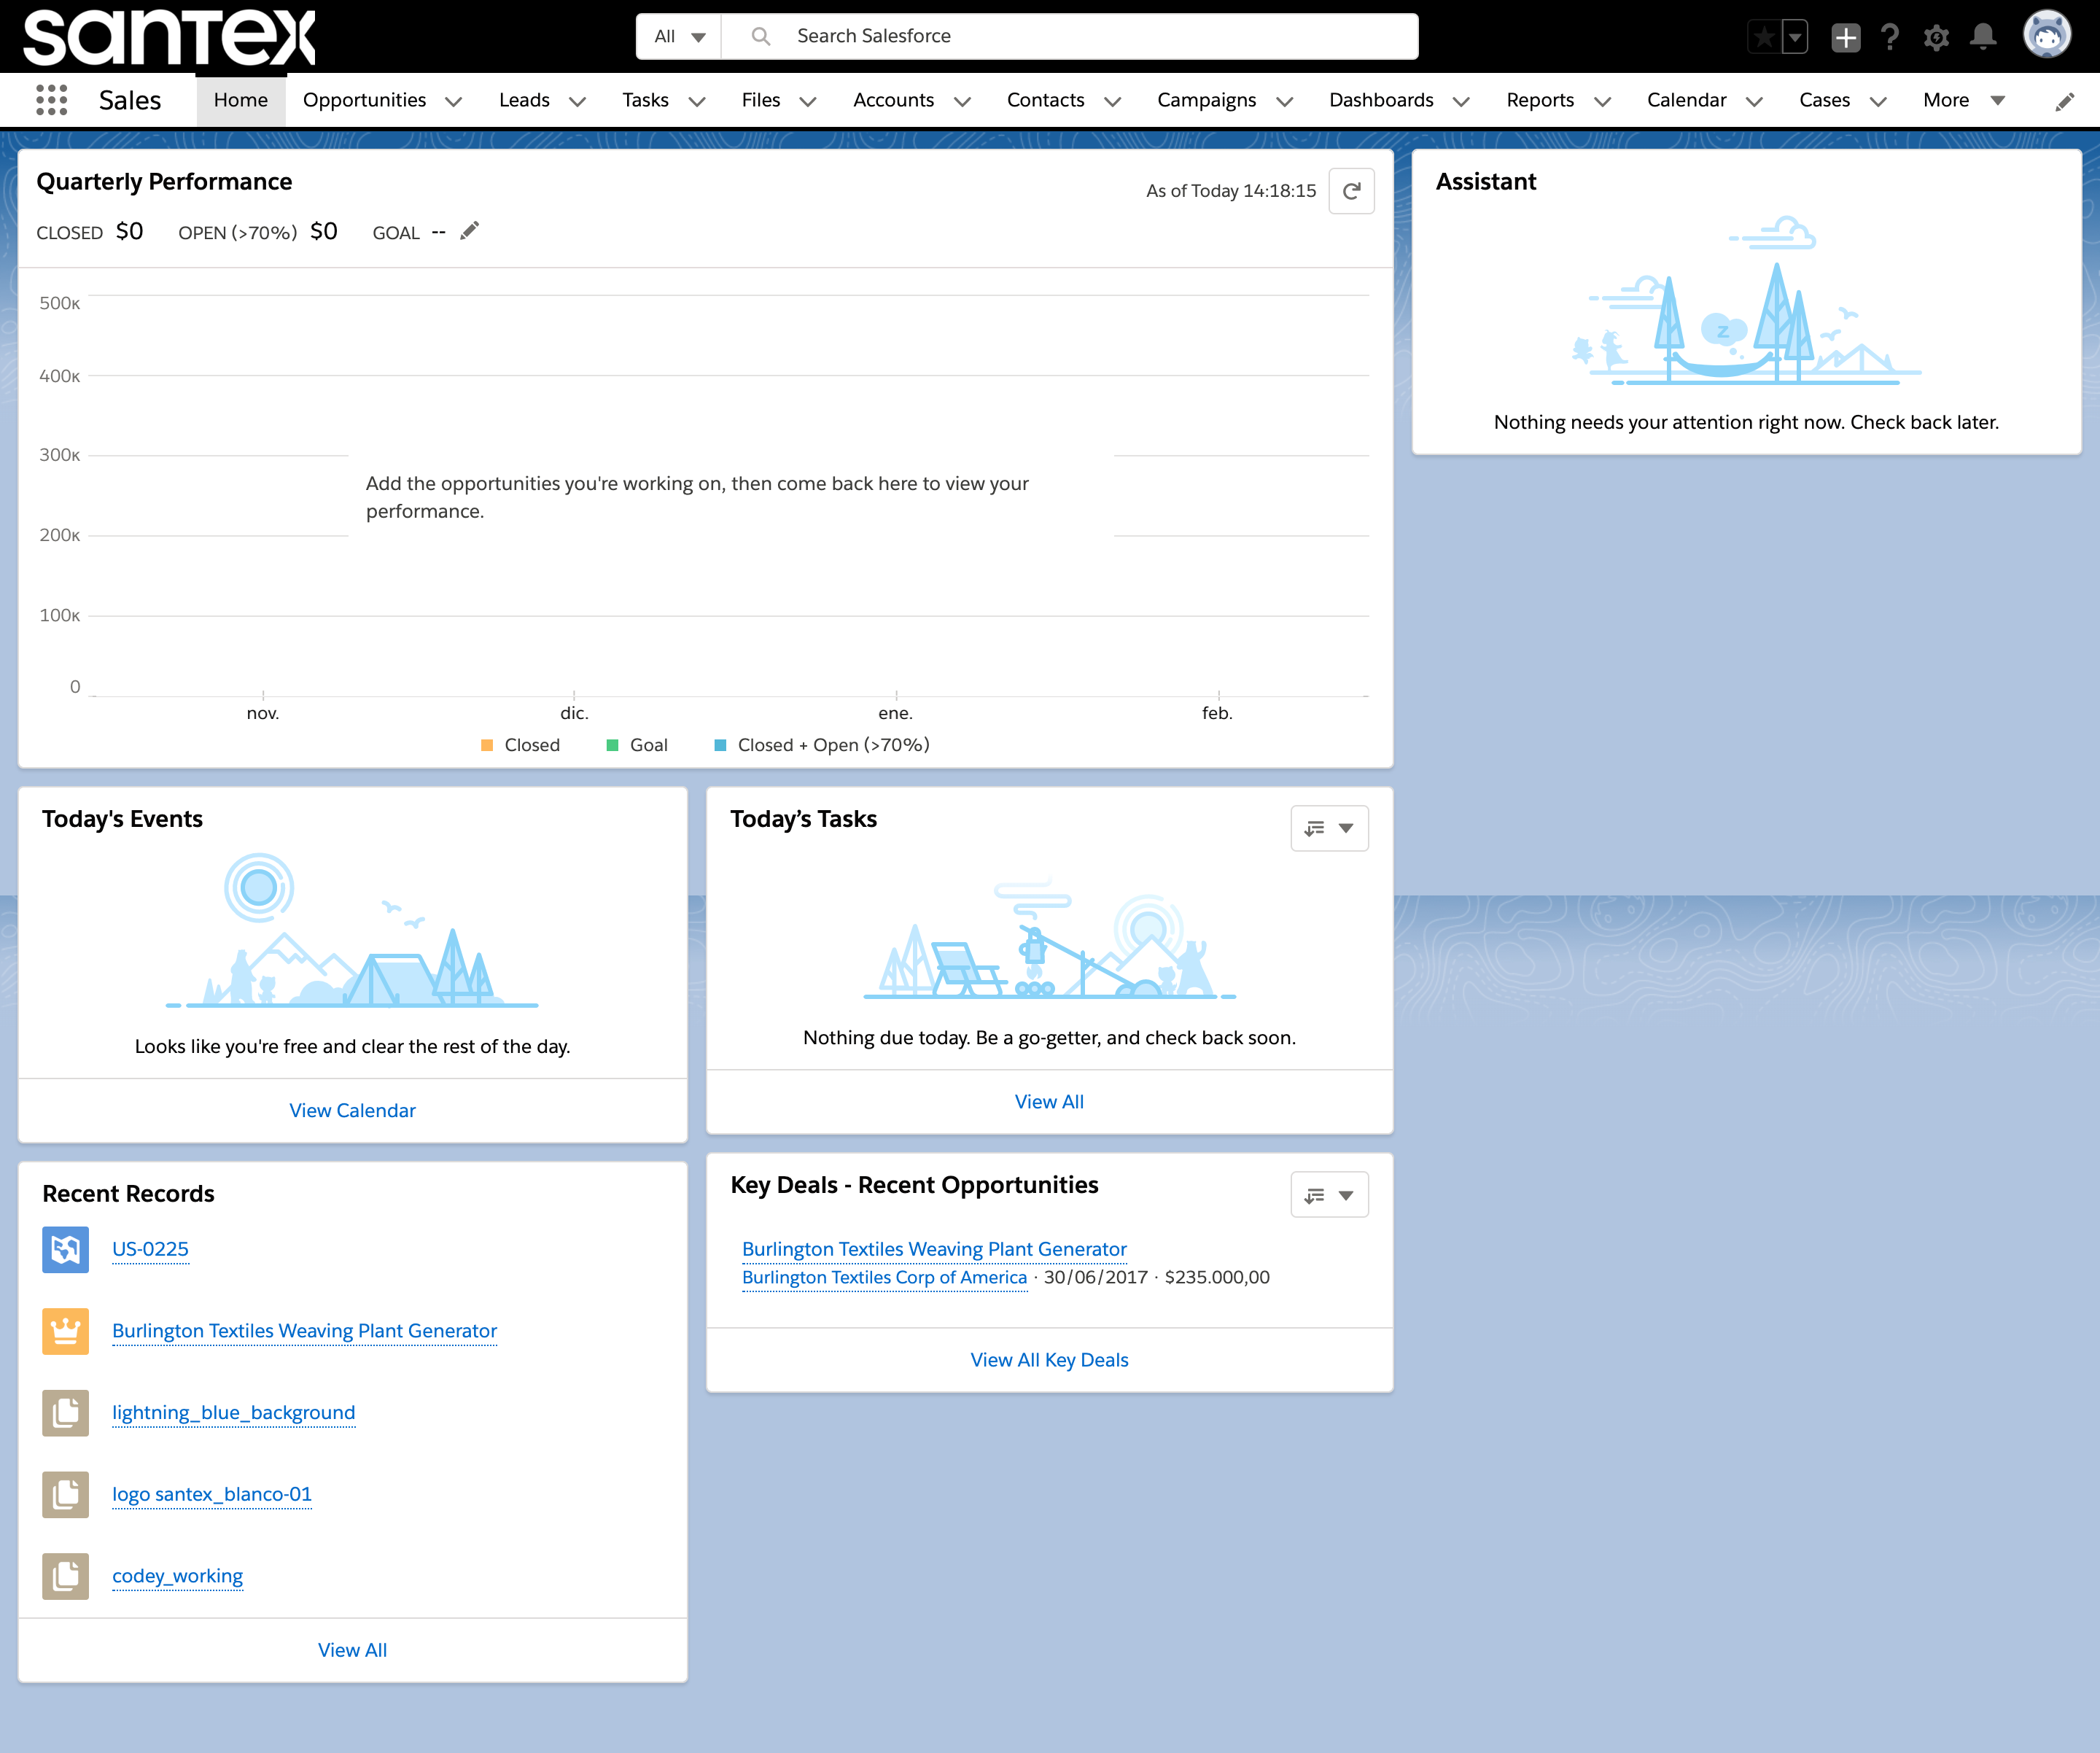 santex
All
Search Salesforce
Sales
Home
Opportunities
Leads
Tasks
Files
Accounts
Contacts
Campaigns
Dashboards
Reports
Calendar
Cases
More
Quarterly Performance
As of Today 14:18:15
CLOSED $0 OPEN (>70%) $0 GOAL --
500K
400K
300K
Add the opportunities you're working on, then come back here to view your
performance.
200K
100K
0
nov. dic. ene. feb.
Closed Goal Closed + Open (>70%)
Assistant
z
Nothing needs your attention right now. Check back later.
Today's Events
Looks like you're free and clear the rest of the day.
View Calendar
Today’s Tasks
Nothing due today. Be a go-getter, and check back soon.
View All
Recent Records
US-0225
Burlington Textiles Weaving Plant Generator
lightning_blue_background
logo santex_blanco-01
codey_working
View All
Key Deals - Recent Opportunities
Burlington Textiles Weaving Plant Generator
Burlington Textiles Corp of America · 30/06/2017 · $235.000,00
View All Key Deals